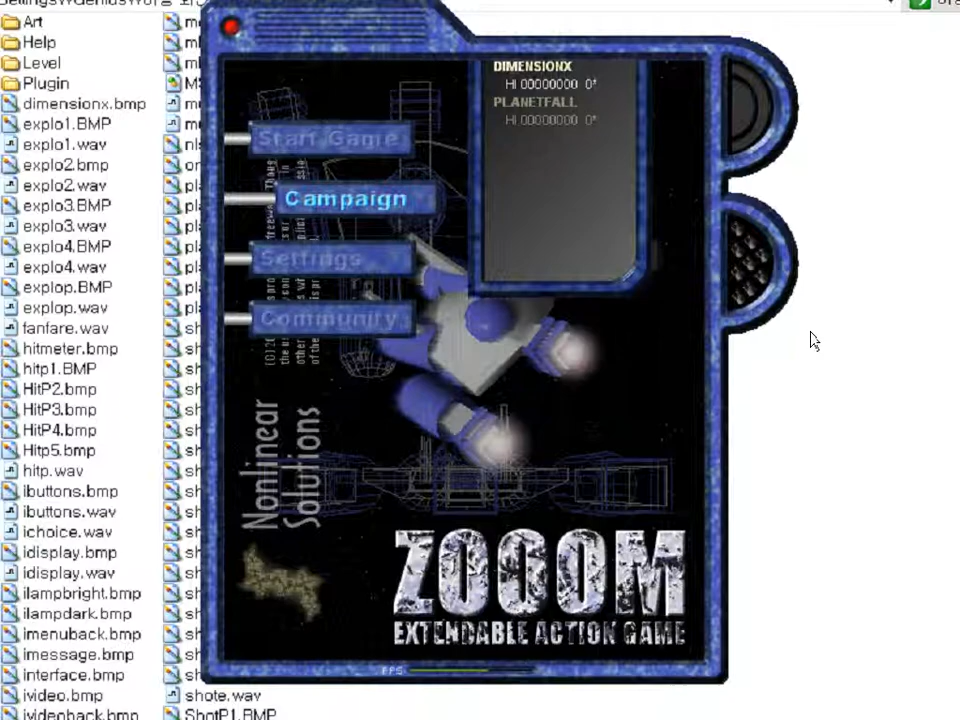 Art
Help
Level
Plugin
dimensionx.bmp
explo1.BMP
explo1.wav
explo2.bmp
explo2.wav
explo3.BMP
explo3.wav
explo4.BMP
explo4.wav
explop.BMP
explop.wav
fanfare.wav
hitmeter.bmp
hitp1.BMP
HitP2.bmp
HitP3.bmp
HitP4.bmp
Hitp5.bmp
hitp.wav
ibuttons.bmp
ibuttons.wav
ichoice.wav
idisplay.bmp
idisplay.wav
ilampbright.bmp
ilampdark.bmp
imenuback.bmp
imessage.bmp
interface.bmp
ivideo.bmp
ivideoback.bmp
shote.wav
ShotP1.BMP
DIMENSIONX
HI 00000000 0*
PLANETFALL
HI 00000000 0*
Start Game
Campaign
Settings
Community
Nonlinear
Solutions
ZOOOM
EXTENDABLE ACTION GAME
FPS